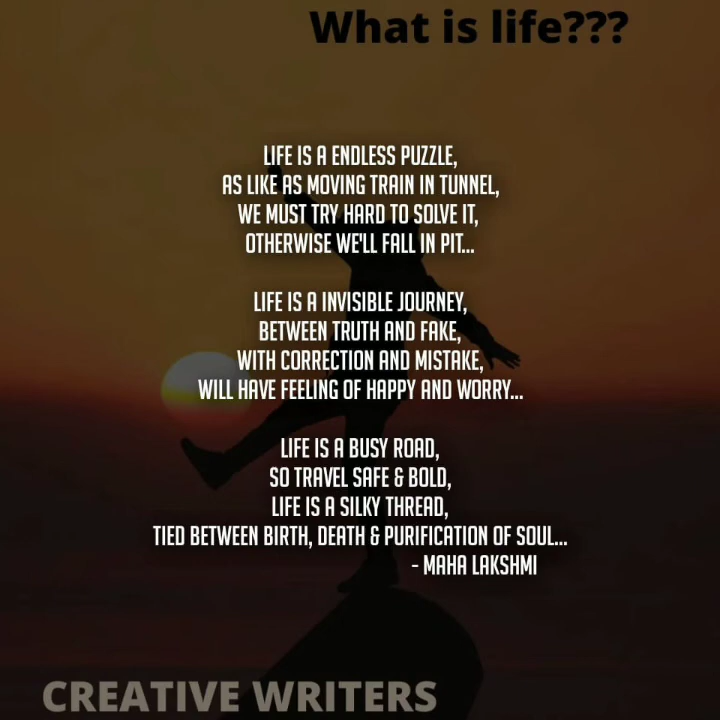 What is life???
LIFE IS A ENDLESS PUZZLE,
AS LIKE AS MOVING TRAIN IN TUNNEL,
WE MUST TRY HARD TO SOLVE IT,
OTHERWISE WE'LL FALL IN PIT...
LIFE IS A INVISIBLE JOURNEY,
BETWEEN TRUTH AND FAKE,
WITH CORRECTION AND MISTAKE,
WILL HAVE FEELING OF HAPPY AND WORRY...
LIFE IS A BUSY ROAD,
SO TRAVEL SAFE & BOLD,
LIFE IS A SILKY THREAD,
TIED BETWEEN BIRTH, DEATH & PURIFICATION OF SOUL...
- MAHA LAKSHMI
CREATIVE WRITERS